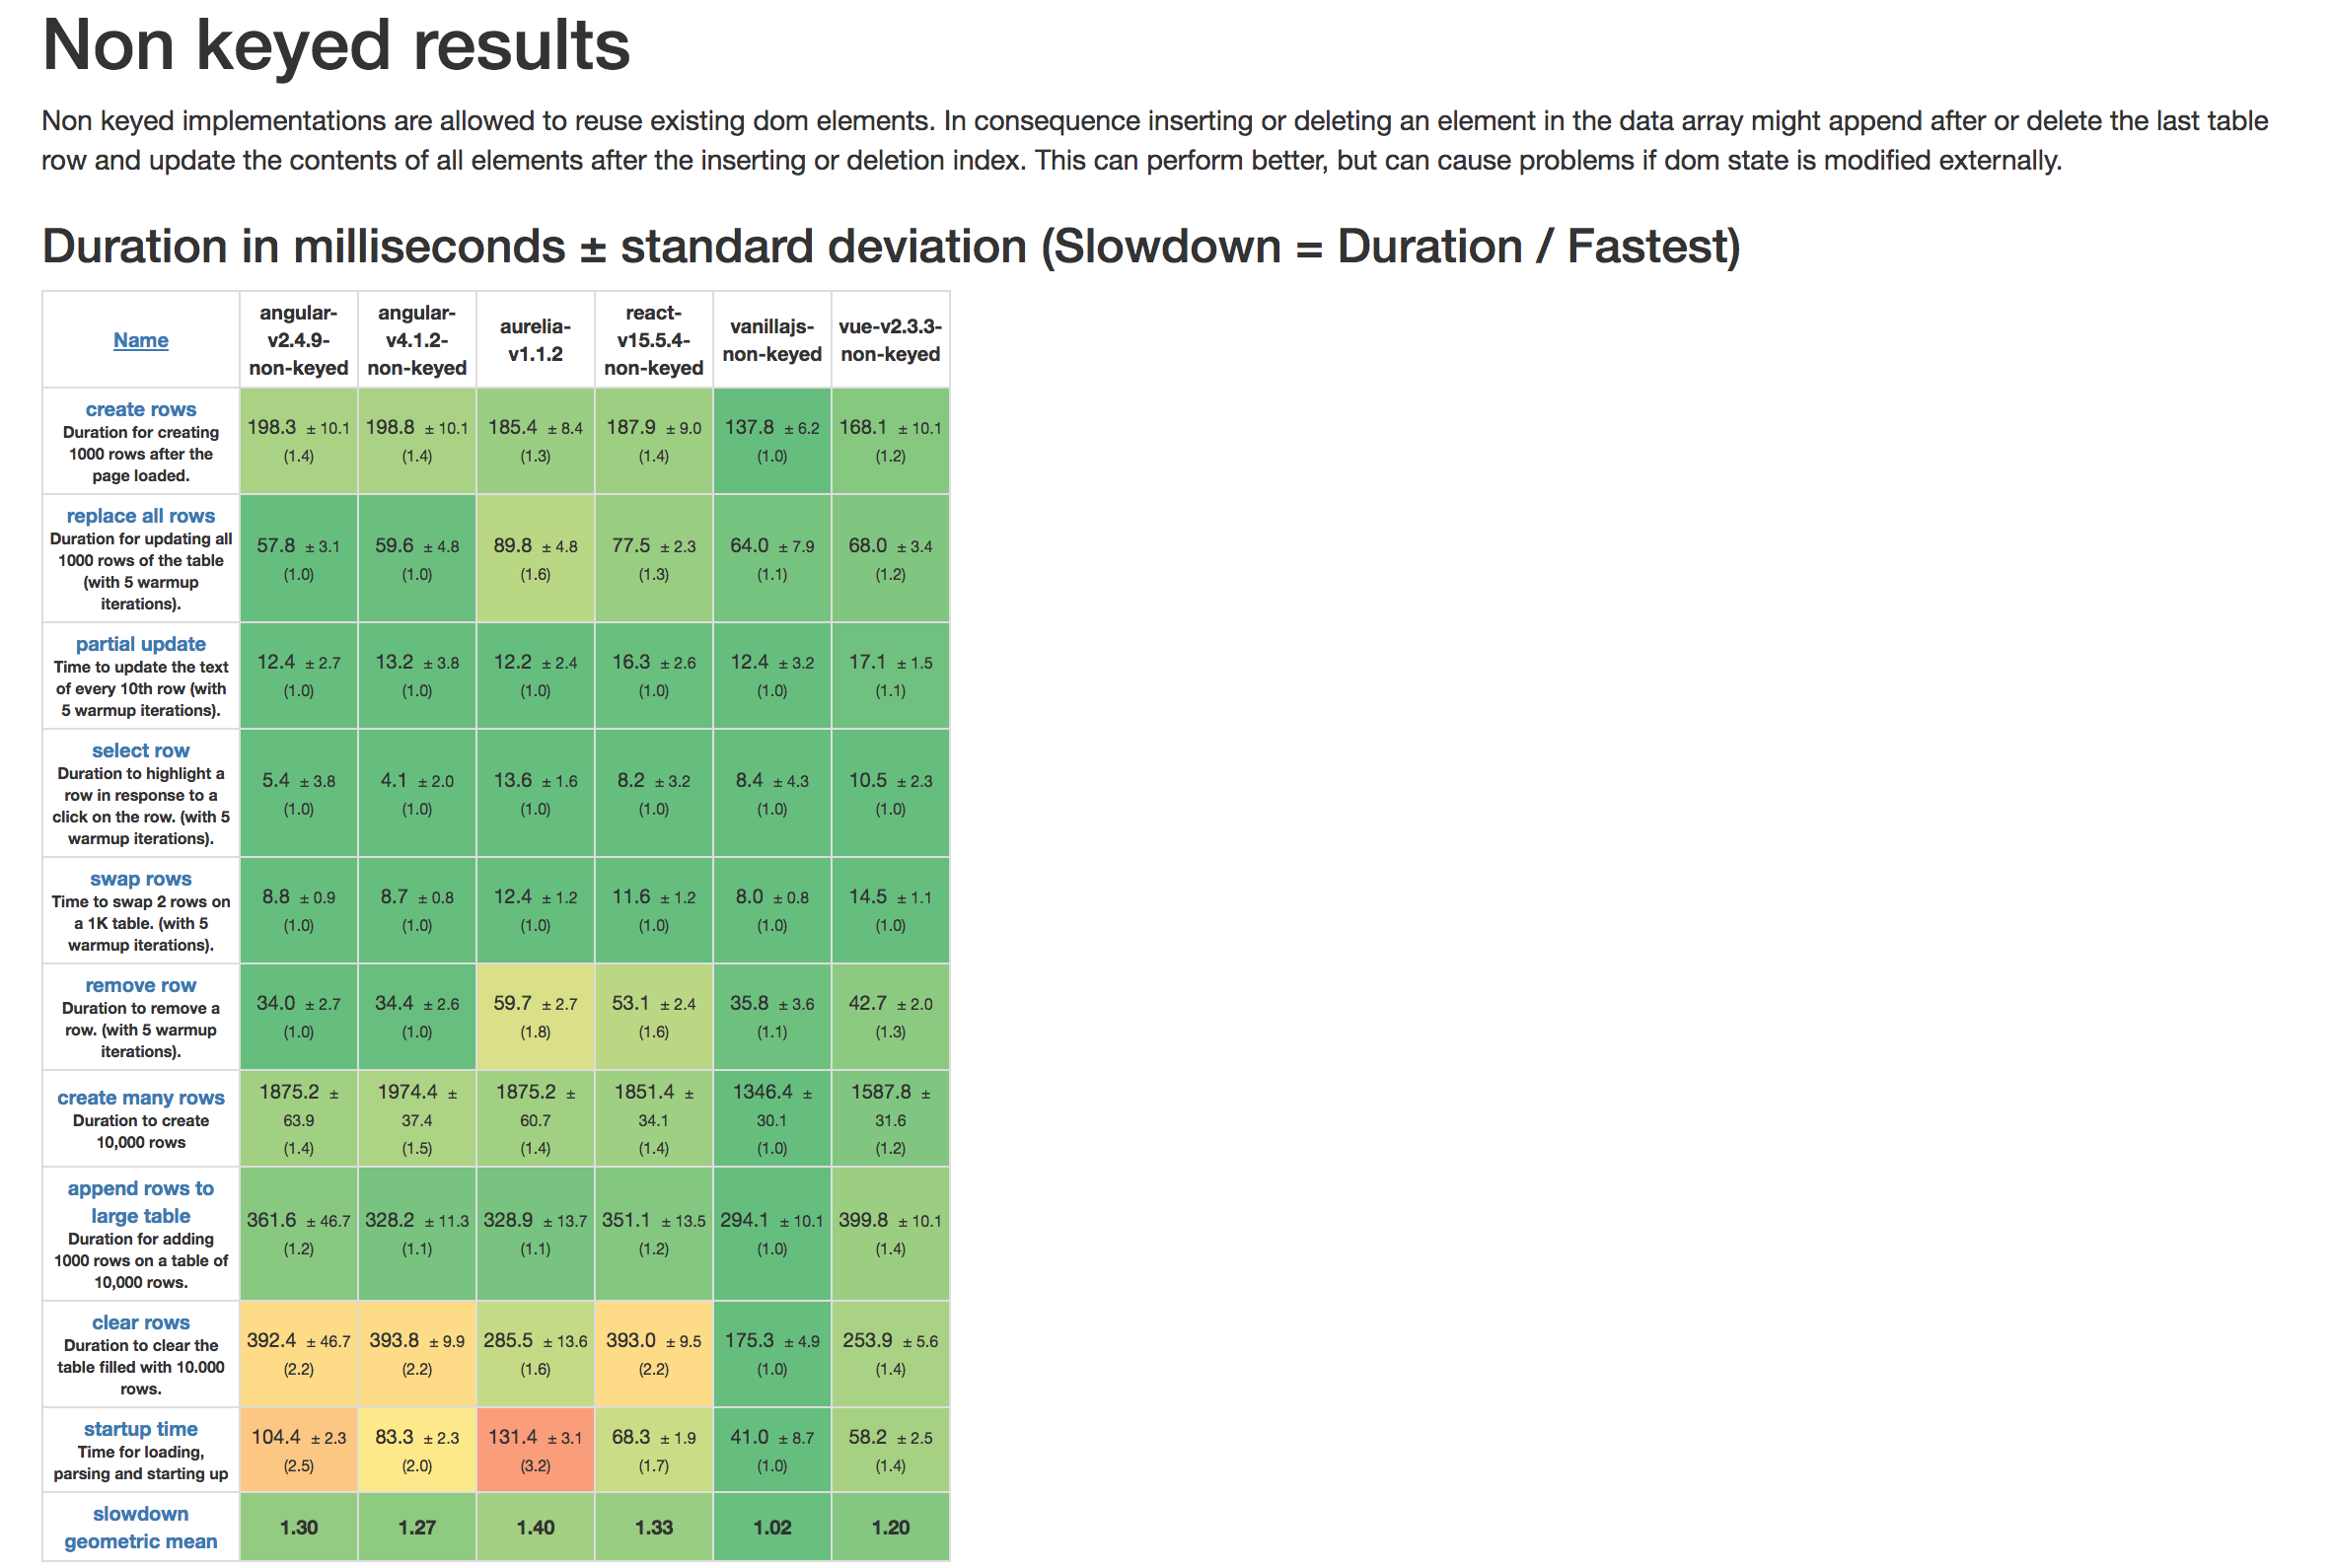 Non keyed results
Non keyed implementations are allowed to reuse existing dom elements. In consequence inserting or deleting an element in the data array might append after or delete the last table
row and update the contents of all elements after the inserting or deletion index. This can perform better, but can cause problems if dom state is modified externally.
Duration in milliseconds ± standard deviation (Slowdown = Duration / Fastest)
Name
angular-
v2.4.9-
non-keyed
angular-
v4.1.2-
non-keyed
aurelia-
v1.1.2
react-
v15.5.4-
non-keyed
vanillajs-
non-keyed
vue-v2.3.3-
non-keyed
create rows
Duration for creating
1000 rows after the
page loaded.
198.3 ± 10.1
(1.4)
198.8 ± 10.1
(1.4)
185.4 ± 8.4
(1.3)
187.9 ± 9.0
(1.4)
137.8 ± 6.2
(1.0)
168.1 ± 10.1
(1.2)
replace all rows
Duration for updating all
1000 rows of the table
(with 5 warmup
iterations).
57.8 ± 3.1
(1.0)
59.6 ± 4.8
(1.0)
89.8 ± 4.8
(1.6)
77.5 ± 2.3
(1.3)
64.0 ± 7.9
(1.1)
68.0 ± 3.4
(1.2)
partial update
Time to update the text
of every 10th row (with
5 warmup iterations).
12.4 ± 2.7
(1.0)
13.2 ± 3.8
(1.0)
12.2 ± 2.4
(1.0)
16.3 ± 2.6
(1.0)
12.4 ± 3.2
(1.0)
17.1 ± 1.5
(1.1)
select row
Duration to highlight a
row in response to a
click on the row. (with 5
warmup iterations).
5.4 ± 3.8
(1.0)
4.1 ± 2.0
(1.0)
13.6 ± 1.6
(1.0)
8.2 ± 3.2
(1.0)
8.4 ± 4.3
(1.0)
10.5 ± 2.3
(1.0)
swap rows
Time to swap 2 rows on
a 1K table. (with 5
warmup iterations).
8.8 ± 0.9
(1.0)
8.7 ± 0.8
(1.0)
12.4 ± 1.2
(1.0)
11.6 ± 1.2
(1.0)
8.0 ± 0.8
(1.0)
14.5 ± 1.1
(1.0)
remove row
Duration to remove a
row. (with 5 warmup
iterations).
34.0 ± 2.7
(1.0)
34.4 ± 2.6
(1.0)
59.7 ± 2.7
(1.8)
53.1 ± 2.4
(1.6)
35.8 ± 3.6
(1.1)
42.7 ± 2.0
(1.3)
create many rows
Duration to create
10,000 rows
1875.2 ±
63.9
(1.4)
1974.4 ±
37.4
(1.5)
1875.2 ±
60.7
(1.4)
1851.4 ±
34.1
(1.4)
1346.4 ±
30.1
(1.0)
1587.8 ±
31.6
(1.2)
append rows to
large table
Duration for adding
1000 rows on a table of
10,000 rows.
361.6 ± 46.7
(1.2)
328.2 ± 11.3
(1.1)
328.9 ± 13.7
(1.1)
351.1 ± 13.5
(1.2)
294.1 ± 10.1
(1.0)
399.8 ± 10.1
(1.4)
clear rows
Duration to clear the
table filled with 10.000
rows.
392.4 ± 46.7
(2.2)
393.8 ± 9.9
(2.2)
285.5 ± 13.6
(1.6)
393.0 ± 9.5
(2.2)
175.3 ± 4.9
(1.0)
253.9 ± 5.6
(1.4)
startup time
Time for loading,
parsing and starting up
104.4 ± 2.3
(2.5)
83.3 ± 2.3
(2.0)
131.4 ± 3.1
(3.2)
68.3 ± 1.9
(1.7)
41.0 ± 8.7
(1.0)
58.2 ± 2.5
(1.4)
slowdown
geometric mean
1.30
1.27
1.40
1.33
1.02
1.20